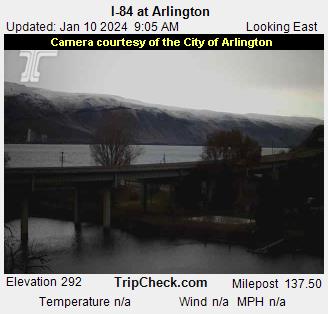 I-84 at Arlington
Updated: Jan 10 2024 9:05 AM Looking East
Camera courtesy of the City of Arlington
Elevation 292 TripCheck.com Milepost 137.50
Temperature n/a Wind n/a MPH n/a